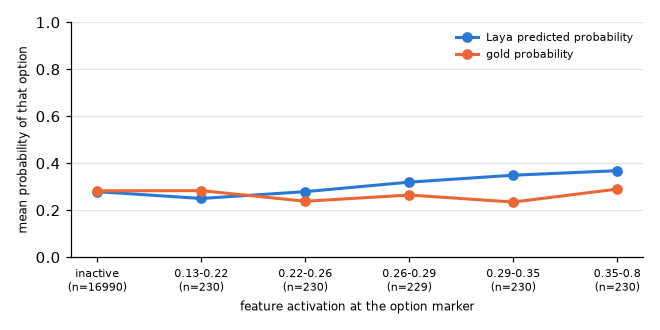 1.0
0.8
0.6
0.4
0.2
0.0
mean probability of that option
Laya predicted probability
gold probability
inactive
(n=16990)
0.13-0.22
(n=230)
0.22-0.26
(n=230)
0.26-0.29
(n=229)
0.29-0.35
(n=230)
0.35-0.8
(n=230)
feature activation at the option marker